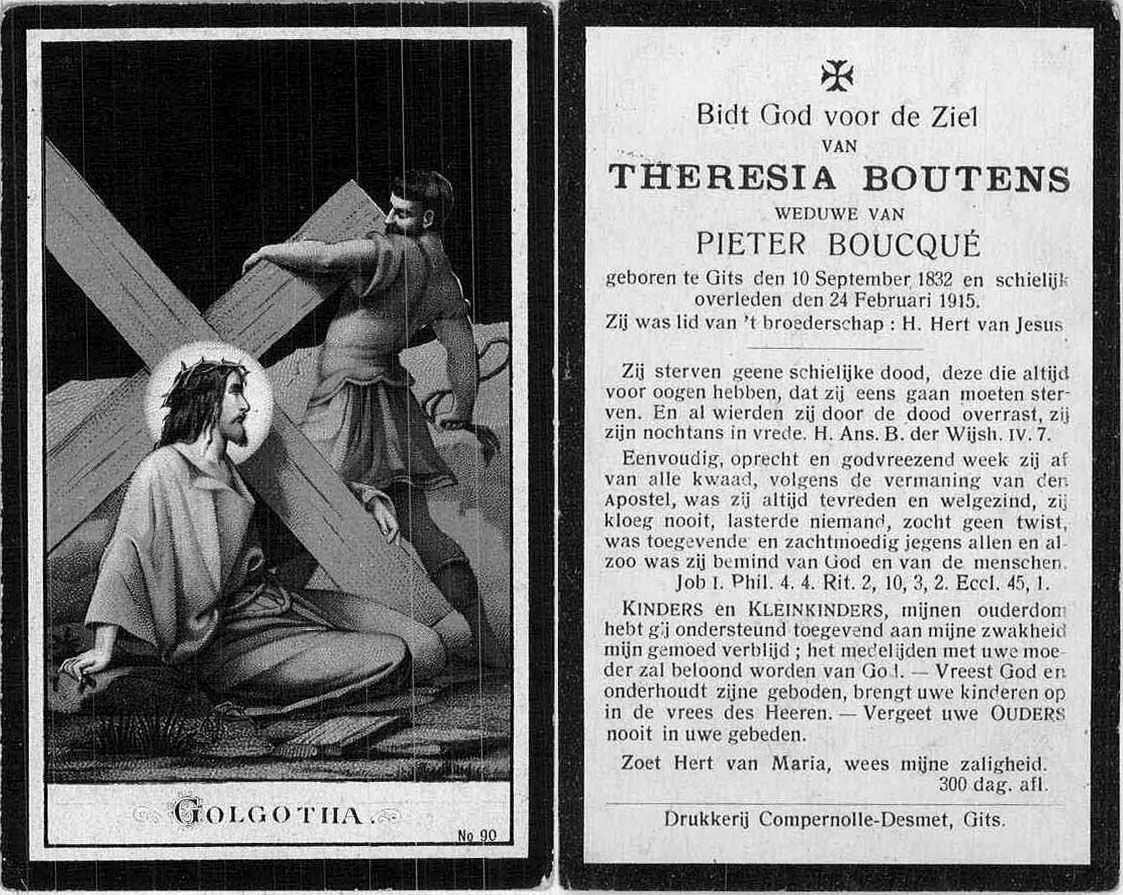 GOLGOTHA.
No 90
Bidt God voor de Ziel
VAN
THERESIA BOUTENS
WEDUWE VAN
PIETER BOUCQUÉ
geboren te Gits den 10 September 1832 en schielijk
overleden den 24 Februari 1915.
Zij was lid van 't broederschap : H. Hert van Jesus
Zij sterven geene schielijke dood, deze die altijd
voor oogen hebben, dat zij eens gaan moeten ster-
ven. En al wierden zij door de dood overrast, zij
zijn nochtans in vrede. H. Ans. B. der Wijsh. IV. 7.
Eenvoudig, oprecht en godvreezend week zij af
van alle kwaad, volgens de vermaning van den
Apostel, was zij altijd tevreden en welgezind, zij
kloeg nooit, lasterde niemand, zocht geen twist,
was toegevende en zachtmoedig jegens allen en al-
zoo was zij bemind van God en van de menschen.
Job I. Phil. 4. 4. Rit. 2, 10, 3, 2. Eccl. 45, 1.
KINDERS en KLEINKINDERS, mijnen ouderdom
hebt gij ondersteund toegevend aan mijne zwakheid
mijn gemoed verblijd ; het medelijden met uwe moe-
der zal beloond worden van God. — Vreest God en
onderhoudt zijne geboden, brengt uwe kinderen op
in de vrees des Heeren. — Vergeet uwe OUDERS
nooit in uwe gebeden.
Zoet Hert van Maria, wees mijne zaligheid.
300 dag. afl.
Drukkerij Compernolle-Desmet, Gits.